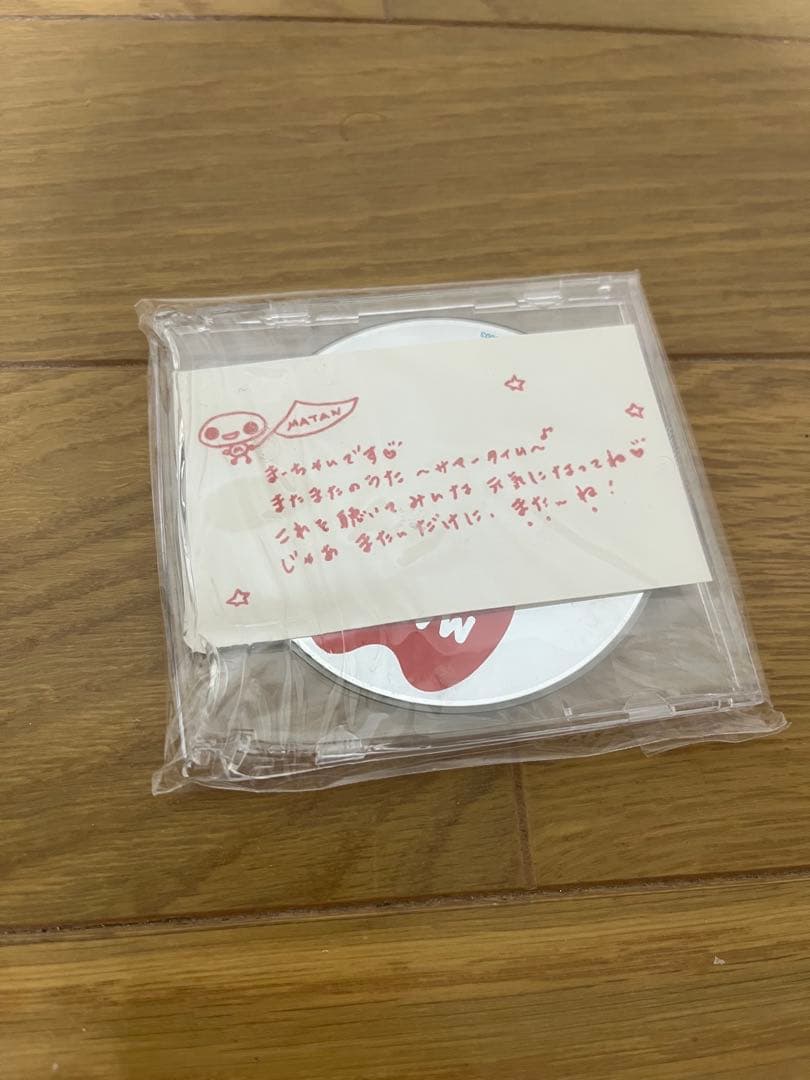 MATAN
まーちゃんです♡
またまたのうた 〜サマータイム〜♪
これを聴いてみんな元気になってね♡
じゃあ またんだけに、また〜ね!